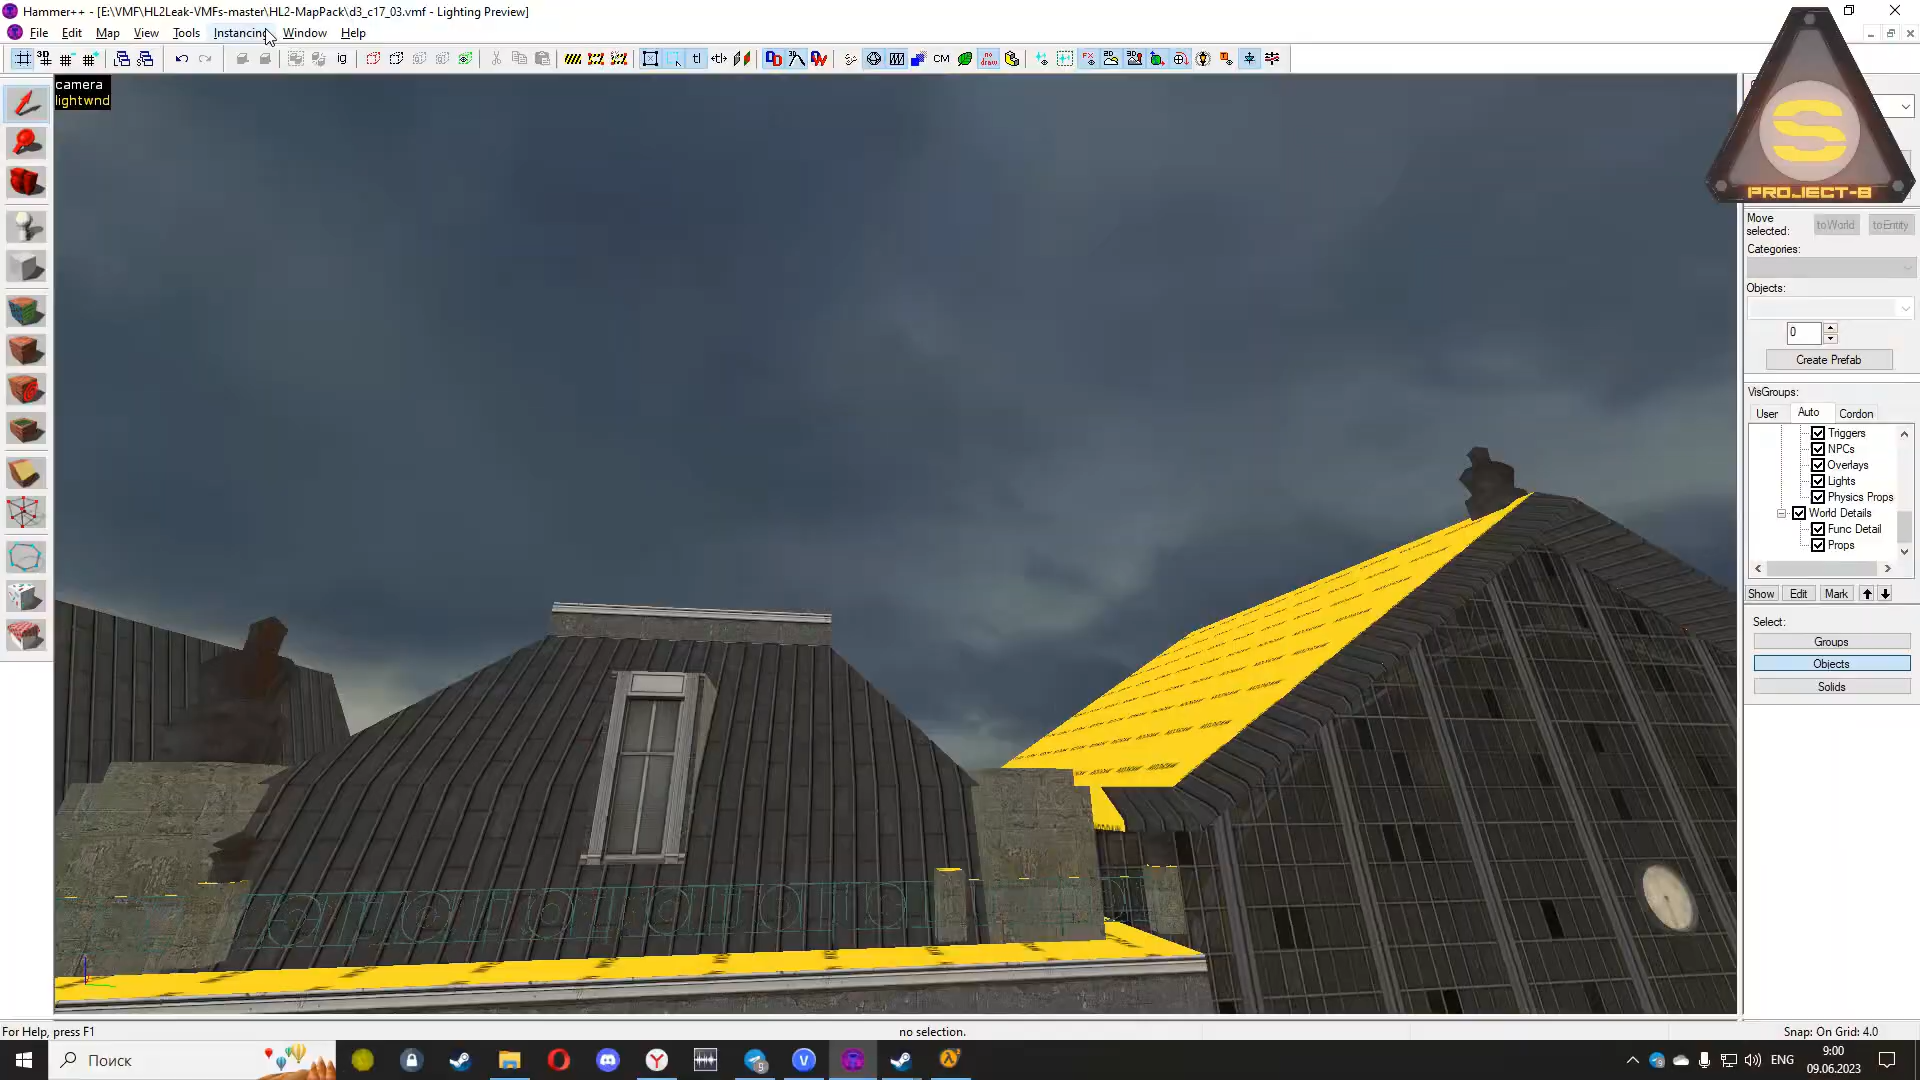 Hammer++ - [E:\VMF\HL2Leak-VMFs-master\HL2-MapPack\d3_c17_03.vmf - Lighting Preview]
File Edit Map View Tools Instancing Window Help
camera
lightwnd
PROJECT-8
Move
selected:
toWorld
toEntity
Categories:
Objects:
0
Create Prefab
VisGroups:
User Auto Cordon
Triggers
NPCs
Overlays
Lights
Physics Props
World Details
Func Detail
Props
Show Edit Mark
Select:
Groups
Objects
Solids
For Help, press F1
no selection.
Snap: On Grid: 4.0
Поиск
ENG
9:00
09.06.2023